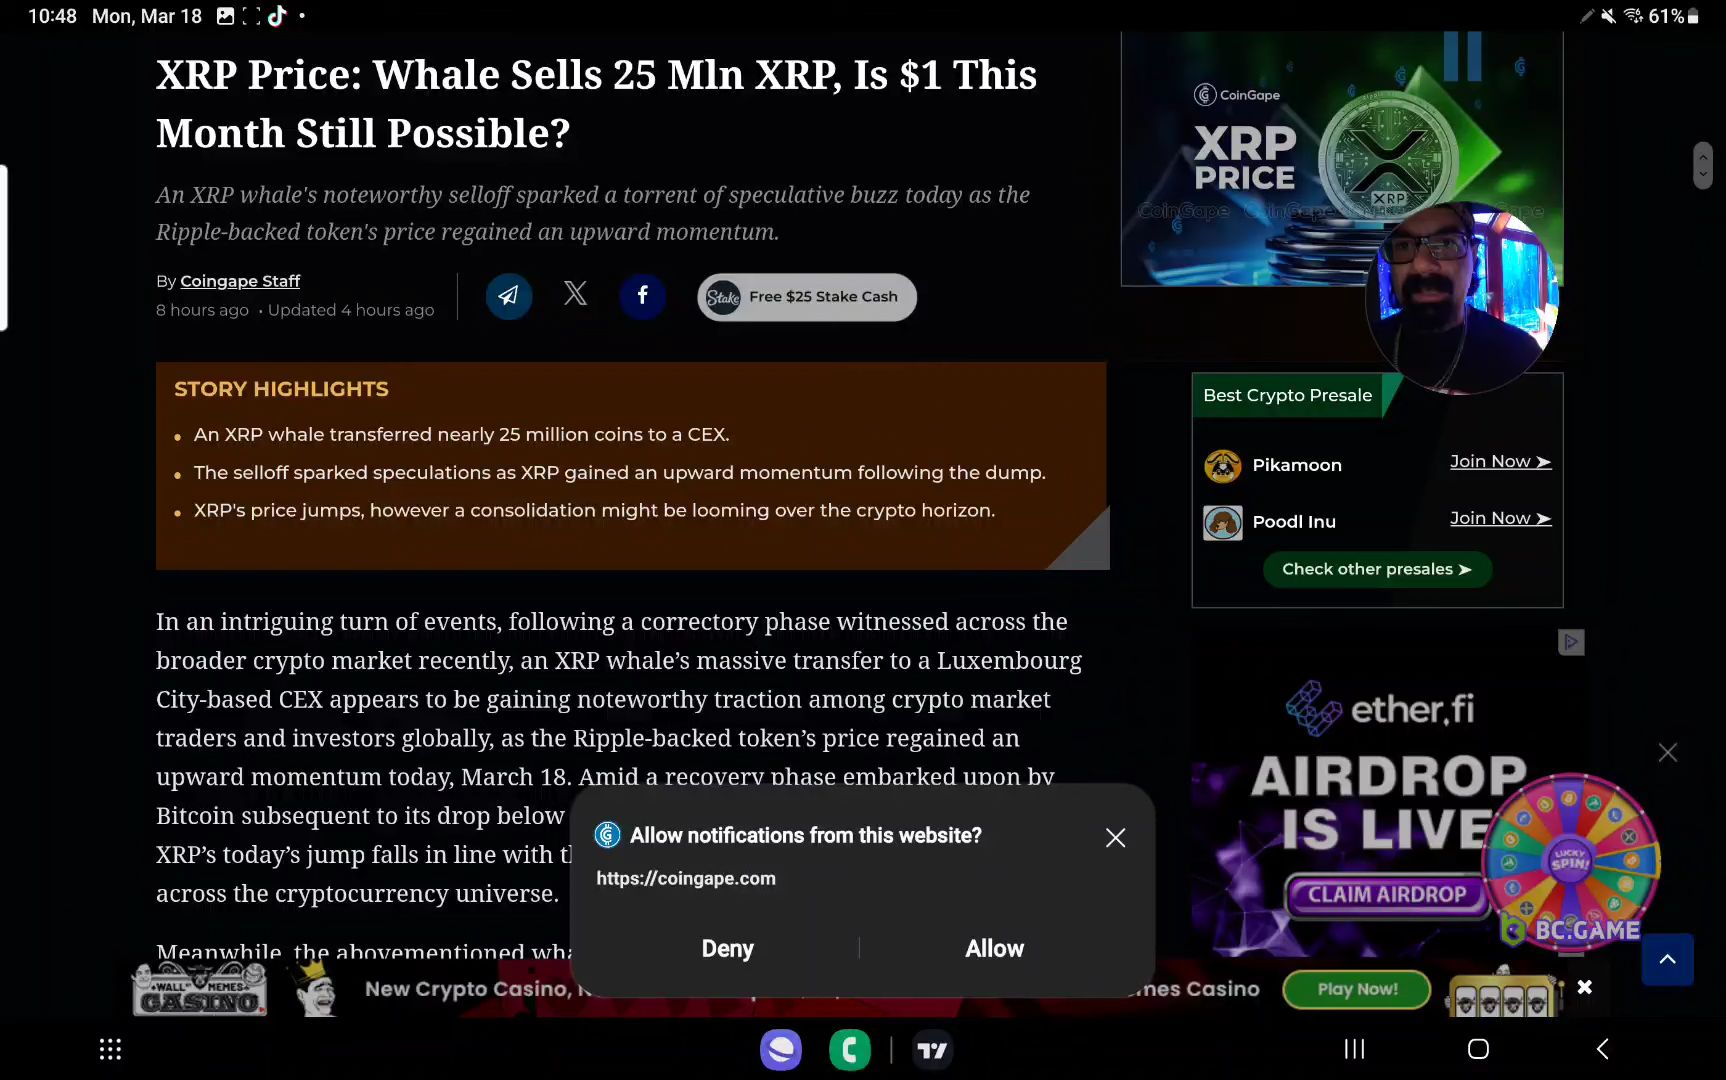 10:48 Mon, Mar 18
61%
XRP Price: Whale Sells 25 Mln XRP, Is $1 This
Month Still Possible?
An XRP whale's noteworthy selloff sparked a torrent of speculative buzz today as the
Ripple-backed token's price regained an upward momentum.
By Coingape Staff
8 hours ago • Updated 4 hours ago
Stake Free $25 Stake Cash
CoinGape
XRP
PRICE
XRP
CoinGape
STORY HIGHLIGHTS
• An XRP whale transferred nearly 25 million coins to a CEX.
• The selloff sparked speculations as XRP gained an upward momentum following the dump.
• XRP's price jumps, however a consolidation might be looming over the crypto horizon.
Best Crypto Presale
Pikamoon Join Now ➤
Poodl Inu Join Now ➤
Check other presales ➤
In an intriguing turn of events, following a correctory phase witnessed across the
broader crypto market recently, an XRP whale’s massive transfer to a Luxembourg
City-based CEX appears to be gaining noteworthy traction among crypto market
traders and investors globally, as the Ripple-backed token’s price regained an
upward momentum today, March 18. Amid a recovery phase embarked upon by
Bitcoin subsequent to its drop below
XRP’s today’s jump falls in line with
across the cryptocurrency universe.
Meanwhile, the abovementioned
Allow notifications from this website?
https://coingape.com
Deny Allow
ether.fi
AIRDROP
IS LIVE
CLAIM AIRDROP
LUCKY
SPIN!
BC.GAME
WALL MEMES
CASINO
New Crypto Casino,
Casino
Play Now!